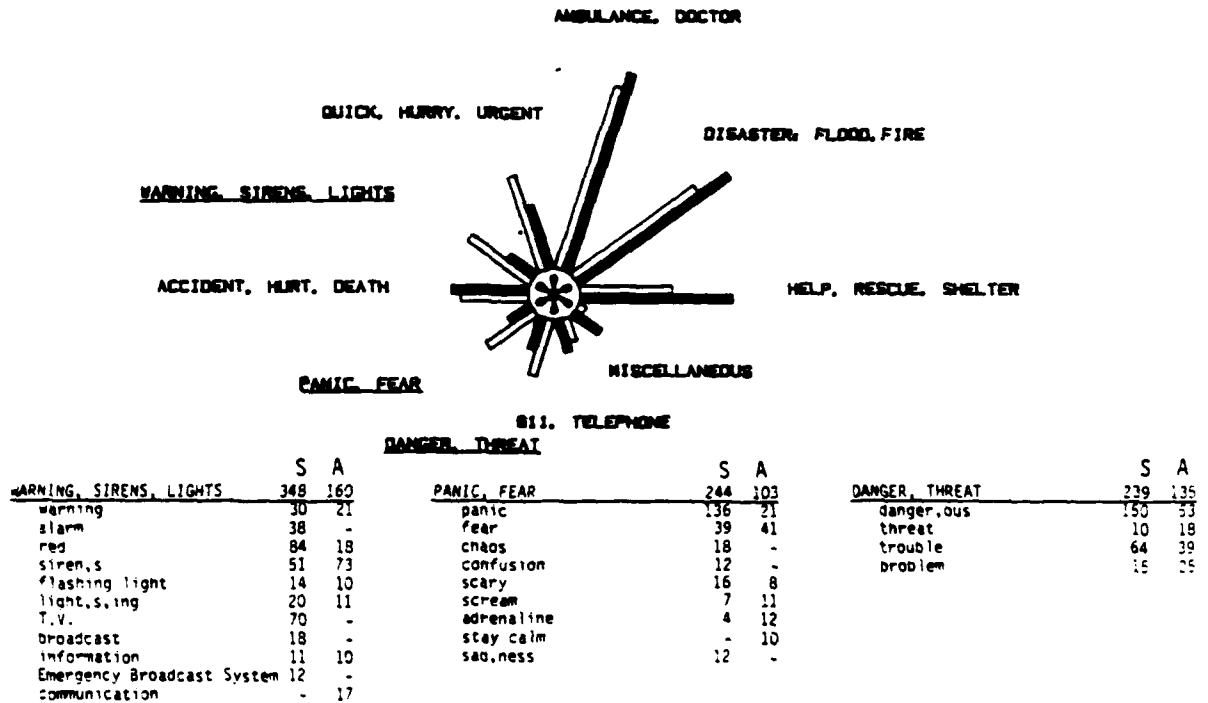 AMBULANCE, DOCTOR
QUICK, HURRY, URGENT
DISASTER, FLOOD, FIRE
WARNING, SIRENS, LIGHTS
ACCIDENT, HURT, DEATH
HELP, RESCUE, SHELTER
MISCELLANEOUS
PANIC, FEAR
911, TELEPHONE
DANGER, THREAT
S A
WARNING, SIRENS, LIGHTS 348 160
warning 30 21
alarm 38 -
red 84 18
siren,s 51 73
flashing light 14 10
light,s,ing 20 11
T.V. 70 -
broadcast 18 -
information 11 10
Emergency Broadcast System 12 -
communication - 17
S A
PANIC, FEAR 244 103
panic 136 21
fear 39 41
chaos 18 -
confusion 12 -
scary 16 8
scream 7 11
adrenaline 4 12
stay calm - 10
sad,ness 12 -
S A
DANGER, THREAT 239 135
danger,ous 150 53
threat 10 18
trouble 64 39
problem 15 25